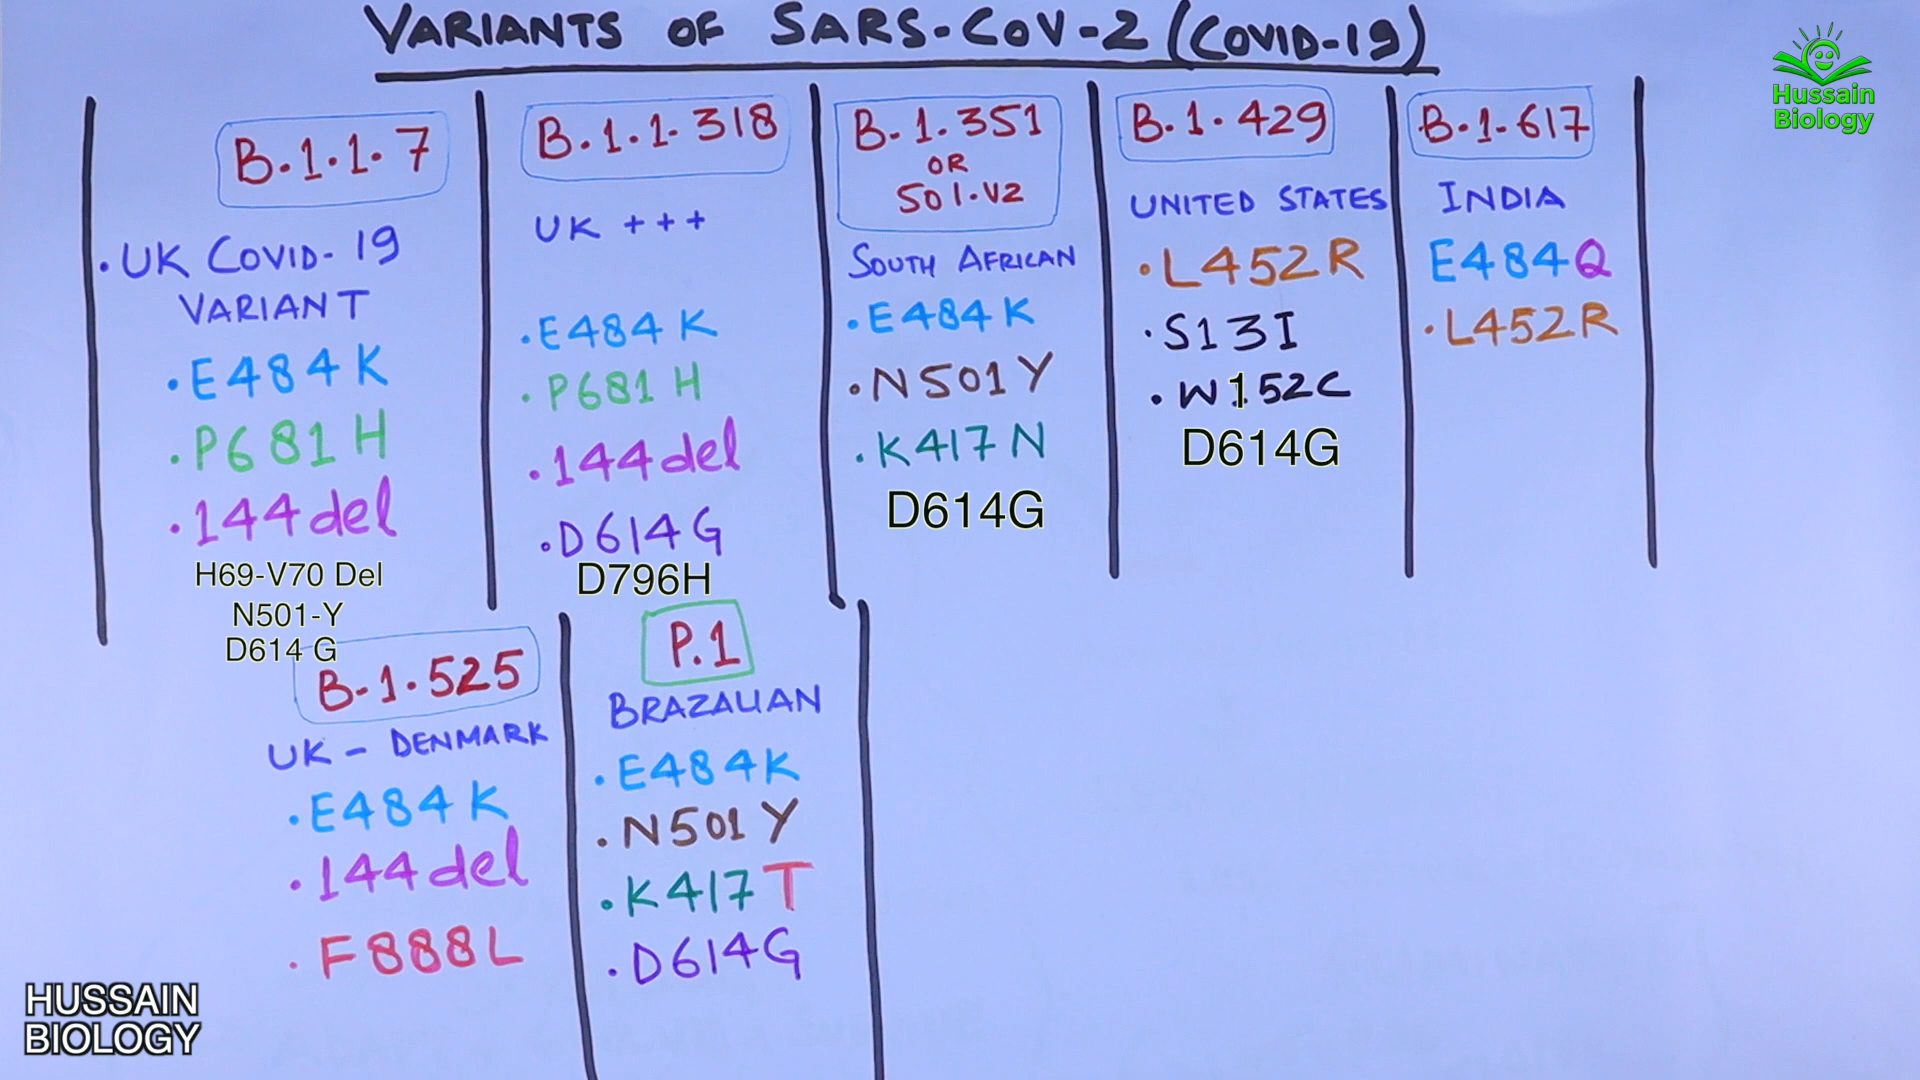 VARIANTS OF SARS-COV-2 (COVID-19)
Hussain
Biology
B.1.1.7
• UK COVID-19
VARIANT
• E484K
• P681H
• 144del
H69-V70 Del
N501-Y
D614 G
B.1.1.318
UK +++
• E484K
• P681H
• 144del
• D614G
D796H
B.1.351
OR
501.V2
SOUTH AFRICAN
• E484K
• N501Y
• K417N
D614G
B.1.429
UNITED STATES
• L452R
• S13I
• W152C
D614G
B.1.617
INDIA
E484Q
• L452R
B.1.525
UK - DENMARK
• E484K
• 144del
• F888L
P.1
BRAZALIAN
• E484K
• N501Y
• K417T
• D614G
HUSSAIN
BIOLOGY